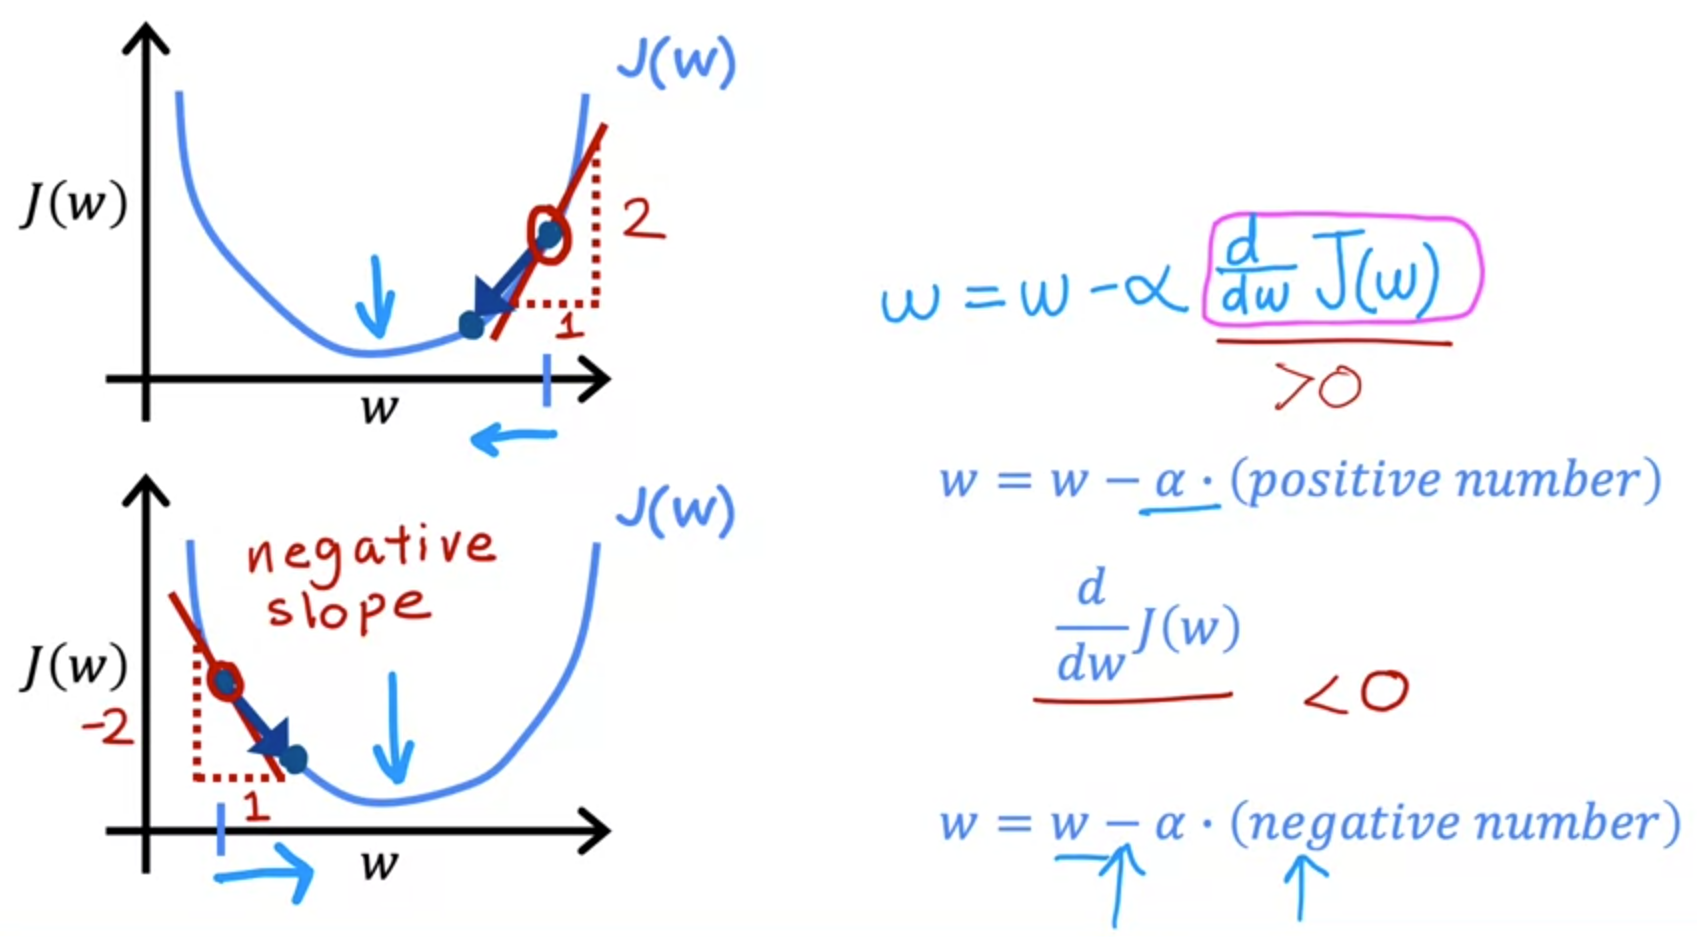 J(w)
J(w)
2
1
w
w = w - α d/dw J(w)
>0
w = w − α · (positive number)
J(w)
negative
slope
J(w)
-2
1
w
d/dw J(w)
<0
w = w − α · (negative number)